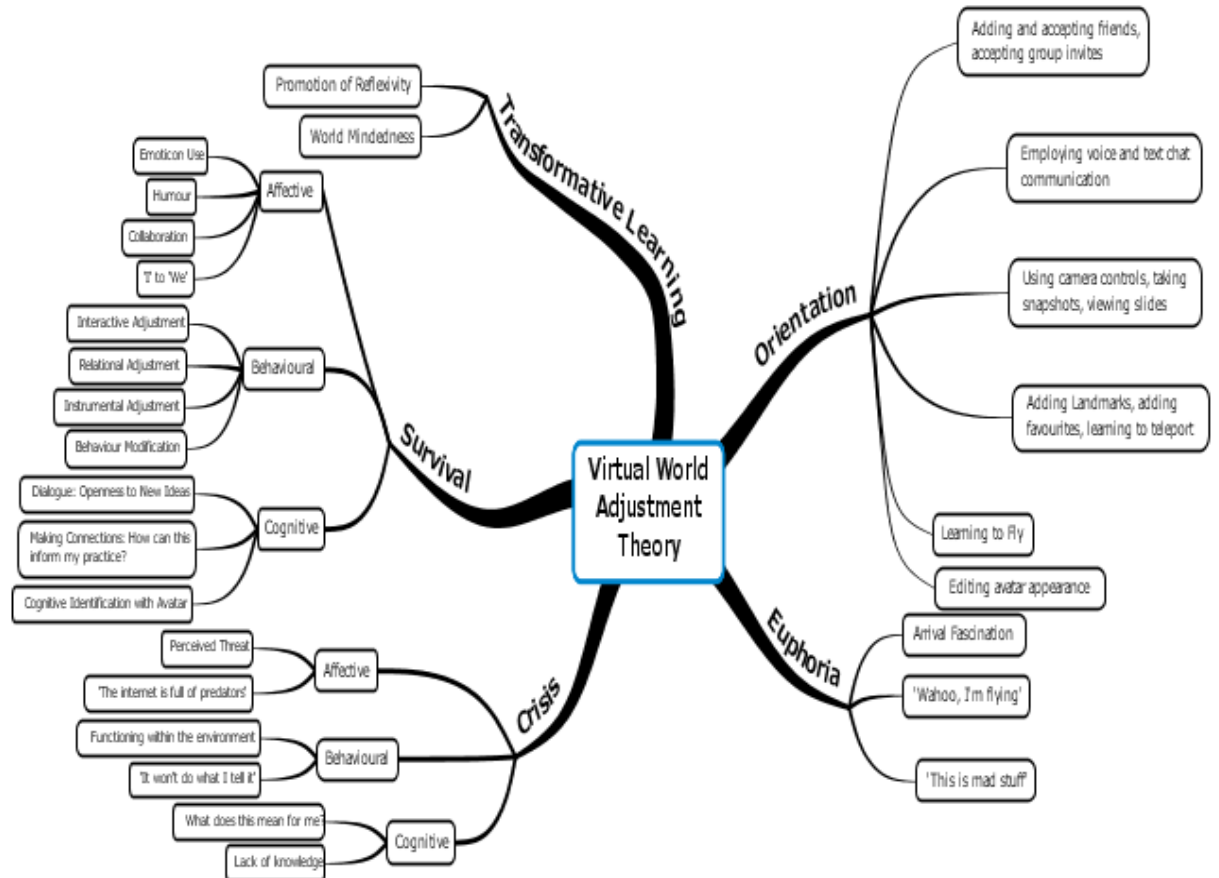 Virtual World
Adjustment
Theory
Orientation
Adding and accepting friends,
accepting group invites
Employing voice and text chat
communication
Using camera controls, taking
snapshots, viewing slides
Adding Landmarks, adding
favourites, learning to teleport
Learning to Fly
Editing avatar appearance
Euphoria
Arrival Fascination
'Wahoo, I'm flying'
'This is mad stuff'
Crisis
Affective
Perceived Threat
'The internet is full of predators'
Behavioural
Functioning within the environment
'It won't do what I tell it'
Cognitive
What does this mean for me?
Lack of knowledge
Survival
Affective
Emoticon Use
Humour
Collaboration
'I' to 'We'
Behavioural
Interactive Adjustment
Relational Adjustment
Instrumental Adjustment
Behaviour Modification
Cognitive
Dialogue: Openness to New Ideas
Making Connections: How can this
inform my practice?
Cognitive Identification with Avatar
Transformative Learning
Promotion of Reflexivity
World Mindedness